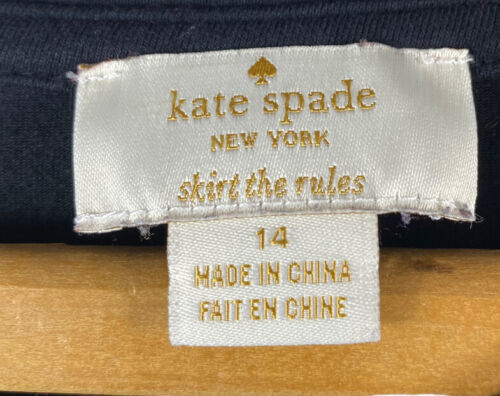 kate spade
NEW YORK
skirt the rules
14
MADE IN CHINA
FAIT EN CHINE